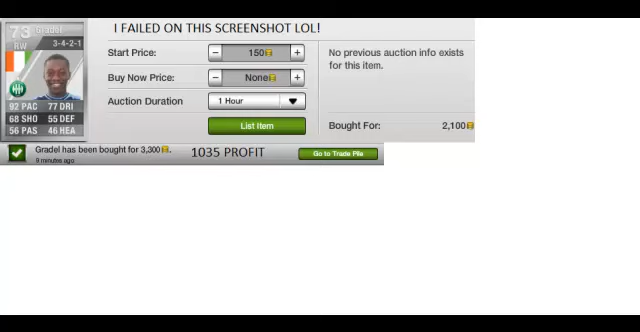 I FAILED ON THIS SCREENSHOT LOL!
73 Gradel
RW 3-4-2-1
92 PAC 77 DRI
68 SHO 55 DEF
56 PAS 46 HEA
Start Price: − 150 +
Buy Now Price: − None +
Auction Duration 1 Hour
List Item
No previous auction info exists
for this item.
Bought For: 2,100
Gradel has been bought for 3,300.
9 minutes ago
1035 PROFIT
Go to Trade Pile